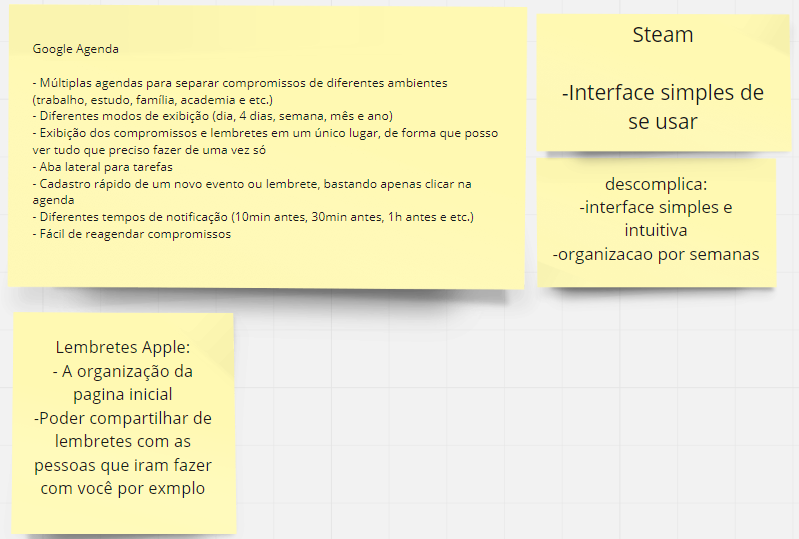 Google Agenda
- Múltiplas agendas para separar compromissos de diferentes ambientes
(trabalho, estudo, família, academia e etc.)
- Diferentes modos de exibição (dia, 4 dias, semana, mês e ano)
- Exibição dos compromissos e lembretes em um único lugar, de forma que posso
ver tudo que preciso fazer de uma vez só
- Aba lateral para tarefas
- Cadastro rápido de um novo evento ou lembrete, bastando apenas clicar na
agenda
- Diferentes tempos de notificação (10min antes, 30min antes, 1h antes e etc.)
- Fácil de reagendar compromissos
Steam
-Interface simples de
se usar
descomplica:
-interface simples e
intuitiva
-organizacao por semanas
Lembretes Apple:
- A organização da
pagina inicial
-Poder compartilhar de
lembretes com as
pessoas que iram fazer
com você por exmplo